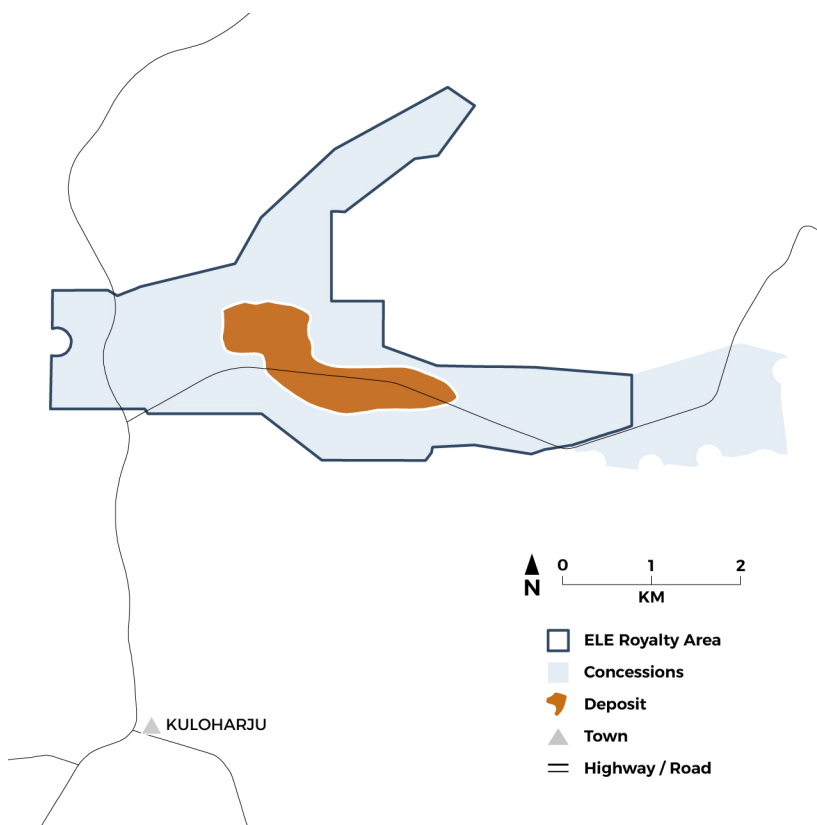 0 1 2
N
KM
ELE Royalty Area
Concessions
Deposit
Town
Highway / Road
KULOHARJU